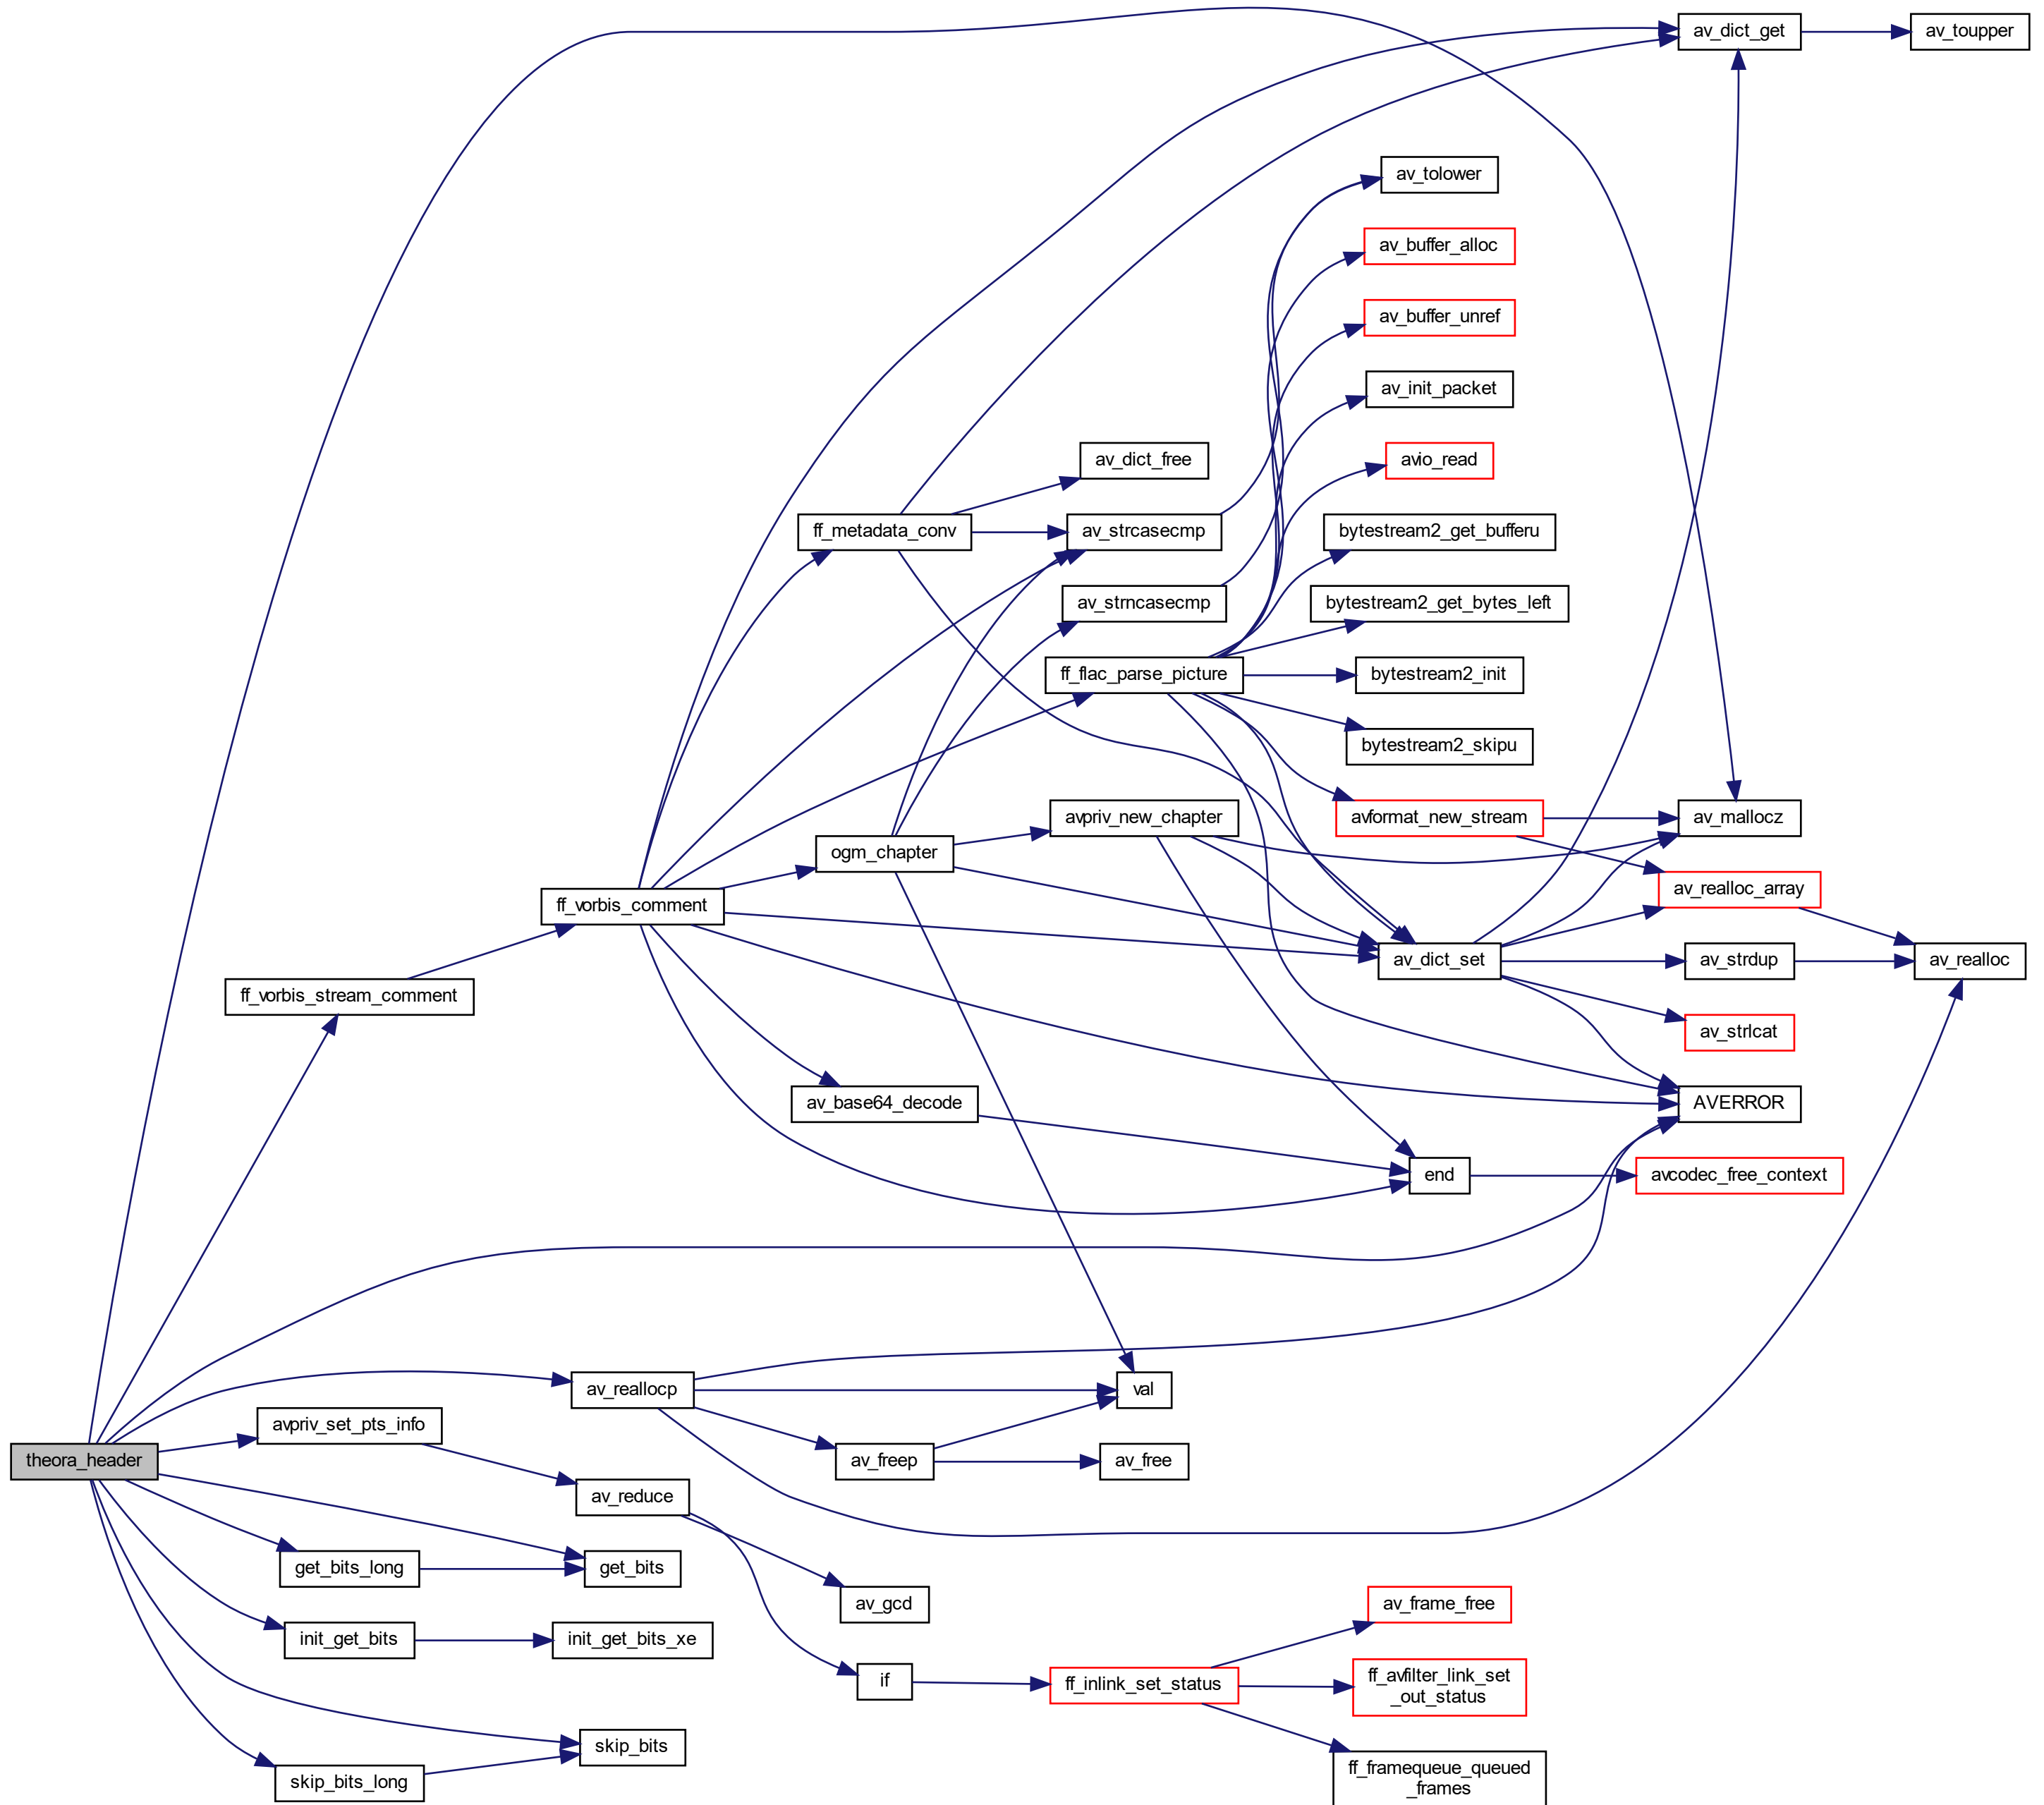 av_dict_get
av_toupper
av_tolower
av_buffer_alloc
av_buffer_unref
av_init_packet
av_dict_free
avio_read
ff_metadata_conv
av_strcasecmp
bytestream2_get_bufferu
av_strncasecmp
bytestream2_get_bytes_left
ff_flac_parse_picture
bytestream2_init
bytestream2_skipu
avpriv_new_chapter
avformat_new_stream
av_mallocz
ogm_chapter
av_realloc_array
ff_vorbis_comment
av_dict_set
av_strdup
av_realloc
ff_vorbis_stream_comment
av_strlcat
av_base64_decode
AVERROR
end
avcodec_free_context
av_reallocp
val
avpriv_set_pts_info
theora_header
av_freep
av_free
av_reduce
get_bits_long
get_bits
av_gcd
av_frame_free
init_get_bits
init_get_bits_xe
if
ff_inlink_set_status
ff_avfilter_link_set
_out_status
skip_bits
skip_bits_long
ff_framequeue_queued
_frames